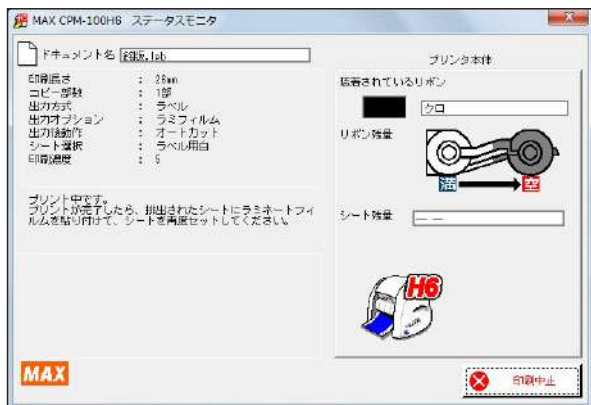 MAX CPM-100H6 ステータスモニタ
ドキュメント名 銘板.lpb
プリンタ本体
印刷長さ : 28mm
コピー部数 : 1部
出力方式 : ラベル
出力オプション : ラミフィルム
出力後動作 : オートカット
シート選択 : ラベル用白
印刷濃度 : 5
装着されているリボン
クロ
リボン残量
満 空
プリント中です。
プリントが完了したら、排出されたシートにラミネートフィ
ルムを貼り付けて、シートを再度セットしてください。
シート残量 -- --
H6
MAX
印刷中止